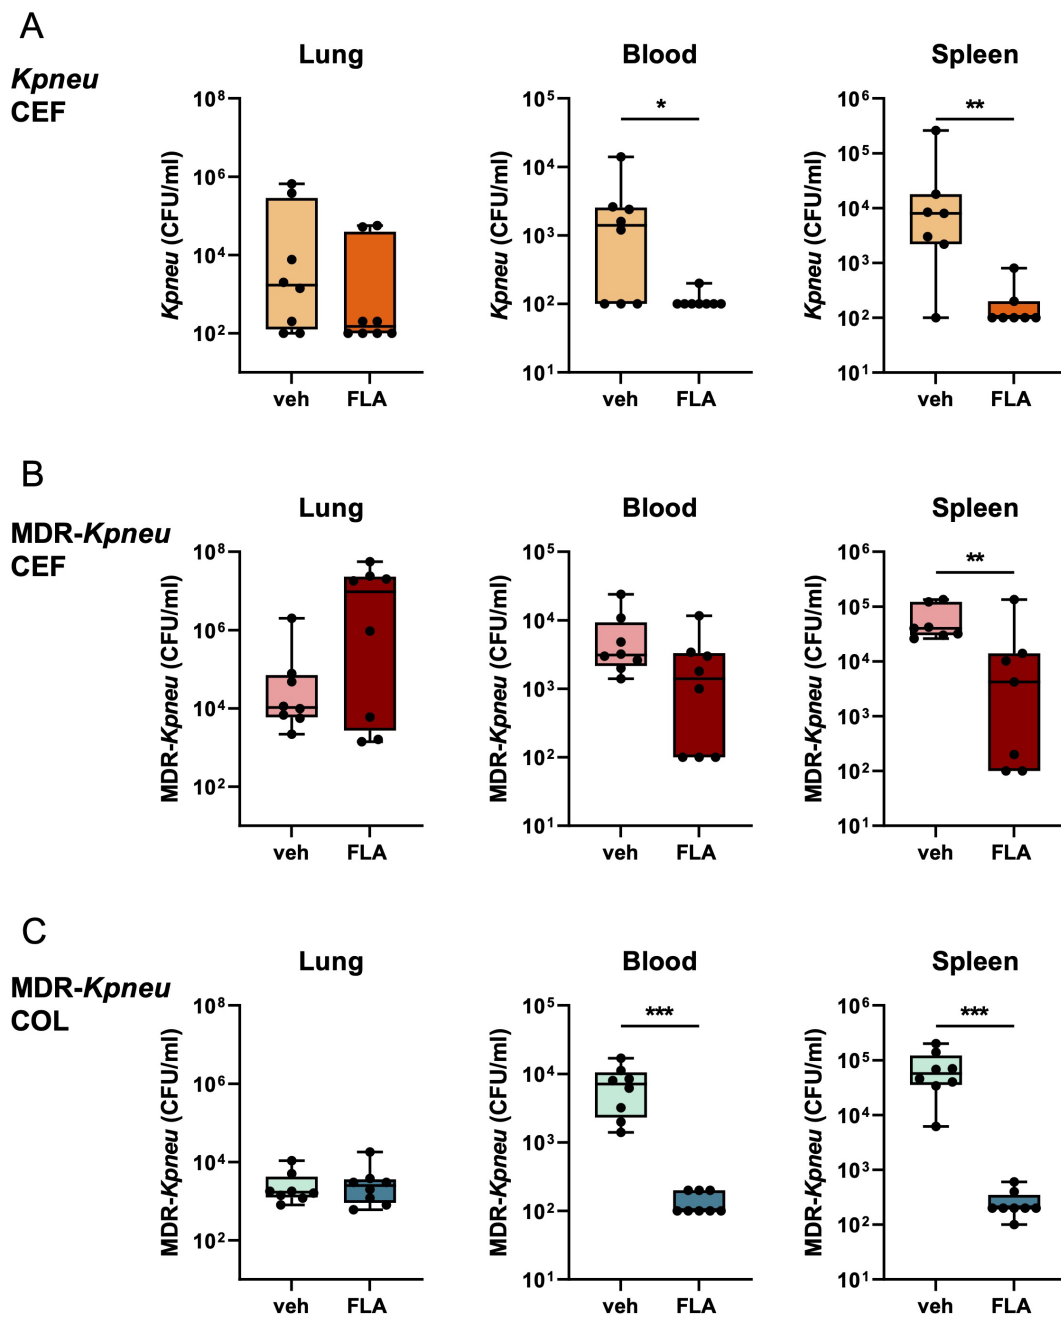 A
Kpneu
CEF
Lung
Blood
Spleen
Kpneu (CFU/ml)
10⁸
10⁶
10⁴
10²
veh
FLA
Kpneu (CFU/ml)
10⁵
10⁴
10³
10²
10¹
*
veh
FLA
Kpneu (CFU/ml)
10⁶
10⁵
10⁴
10³
10²
10¹
**
veh
FLA
B
MDR-Kpneu
CEF
Lung
Blood
Spleen
MDR-Kpneu (CFU/ml)
10⁸
10⁶
10⁴
10²
veh
FLA
MDR-Kpneu (CFU/ml)
10⁵
10⁴
10³
10²
10¹
veh
FLA
MDR-Kpneu (CFU/ml)
10⁶
10⁵
10⁴
10³
10²
10¹
**
veh
FLA
C
MDR-Kpneu
COL
Lung
Blood
Spleen
MDR-Kpneu (CFU/ml)
10⁸
10⁶
10⁴
10²
veh
FLA
MDR-Kpneu (CFU/ml)
10⁵
10⁴
10³
10²
10¹
***
veh
FLA
MDR-Kpneu (CFU/ml)
10⁶
10⁵
10⁴
10³
10²
10¹
***
veh
FLA